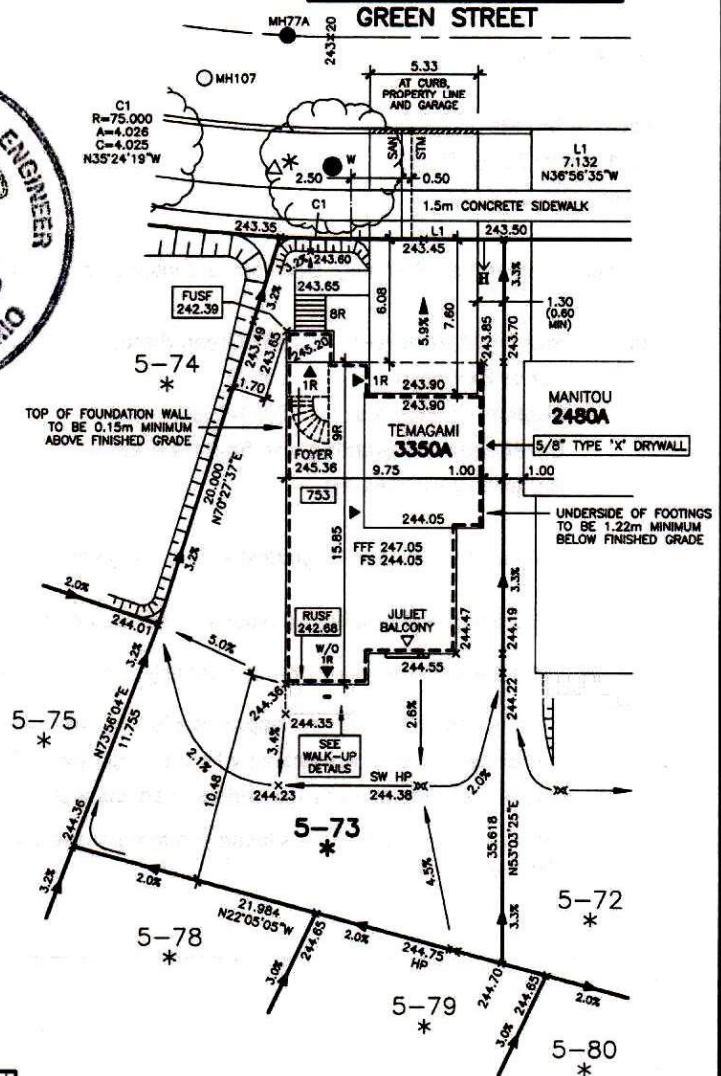 GREEN STREET
MH77A
243.20
MH107
5.33
AT CURB,
PROPERTY LINE
AND GARAGE
C1
R=75.000
A=4.026
C=4.025
N35°24'19"W
ENGINEER
SAN
STM
W
2.50
0.50
L1
7.132
N36°56'35"W
C1
1.5m CONCRETE SIDEWALK
243.35
L1
243.45
243.50
3.2%
243.60
3.3%
FUSF
242.39
243.65
8R
3.2%
6.08
5.9%
7.60
243.85
243.70
1.30
(0.60
MIN)
5-74
243.49
243.65
245.20
1R
1R
243.90
243.90
1.70
TOP OF FOUNDATION WALL
TO BE 0.15m MINIMUM
ABOVE FINISHED GRADE
9R
TEMAGAMI
3350A
MANITOU
2480A
5/8" TYPE 'X' DRYWALL
FOYER
245.36
9.75
1.00
1.00
20.000
N70°27'37"E
753
244.05
UNDERSIDE OF FOOTINGS
TO BE 1.22m MINIMUM
BELOW FINISHED GRADE
15.85
FFF 247.05
FS 244.05
3.2%
3.3%
2.0%
244.01
RUSF
242.68
JULIET
BALCONY
244.47
244.19
3.2%
5.0%
W/O
1R
244.55
244.36
244.22
5-75
N73°56'04"E
11.755
244.35
3.4%
2.6%
2.1%
10.48
SEE
WALK-UP
DETAILS
SW HP
244.23
244.38
2.0%
244.36
5-73
35.618
N53°03'25"E
3.2%
2.0%
4.5%
3.3%
5-72
21.984
N22°05'05"W
5-78
244.65
2.0%
244.75
HP
3.0%
244.70
244.65
2.0%
5-79
3.0%
5-80